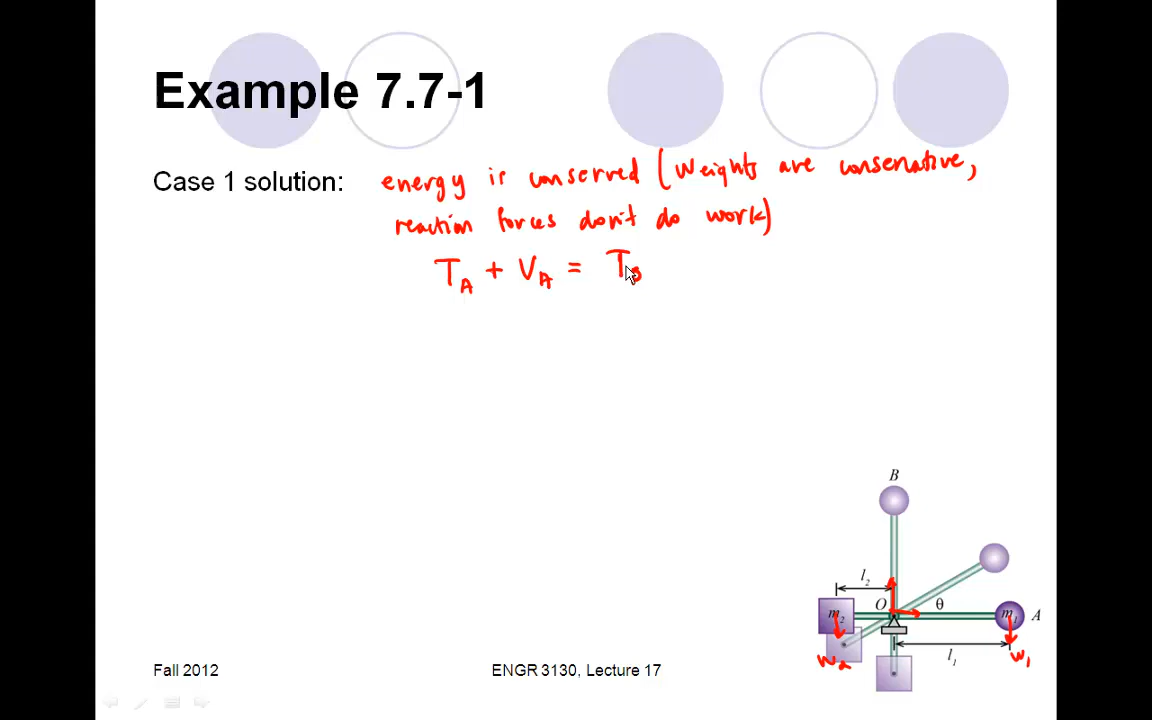 Example 7.7-1
Case 1 solution: energy is conserved (Weights are conservative,
reaction forces don't do work)
T_A + V_A = T_B
B
l_2
O
θ
m_2
m_1
A
l_1
W_2
W_1
Fall 2012
ENGR 3130, Lecture 17